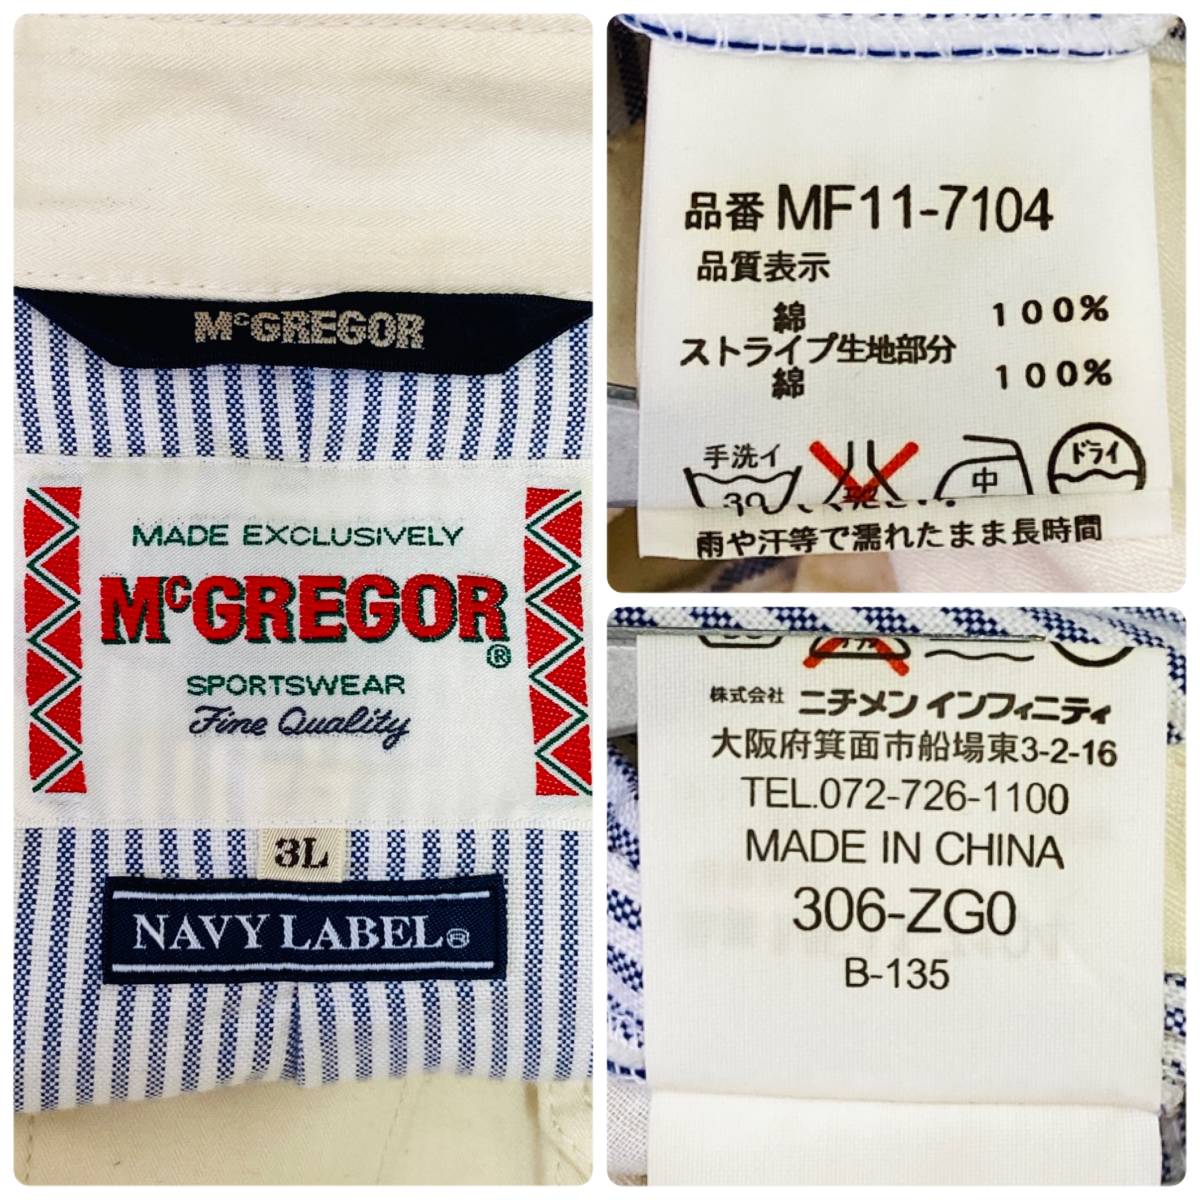 McGREGOR
MADE EXCLUSIVELY
McGREGOR®
SPORTSWEAR
Fine Quality
3L
NAVY LABEL®
品番 MF11-7104
品質表示
綿 100%
ストライプ生地部分
綿 100%
手洗イ 30 中 ドライ
雨や汗等で濡れたまま長時間
株式会社 ニチメン インフィニティ
大阪府箕面市船場東3-2-16
TEL.072-726-1100
MADE IN CHINA
306-ZG0
B-135